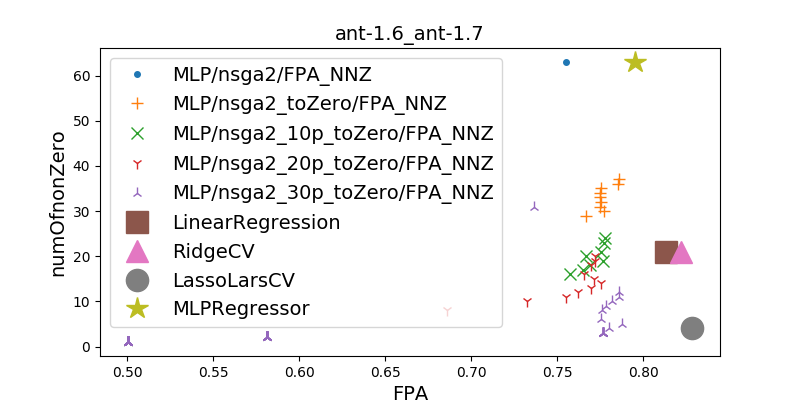 ant-1.6_ant-1.7
numOfnonZero
60
50
40
30
20
10
0
MLP/nsga2/FPA_NNZ
MLP/nsga2_toZero/FPA_NNZ
MLP/nsga2_10p_toZero/FPA_NNZ
MLP/nsga2_20p_toZero/FPA_NNZ
MLP/nsga2_30p_toZero/FPA_NNZ
LinearRegression
RidgeCV
LassoLarsCV
MLPRegressor
0.50 0.55 0.60 0.65 0.70 0.75 0.80
FPA